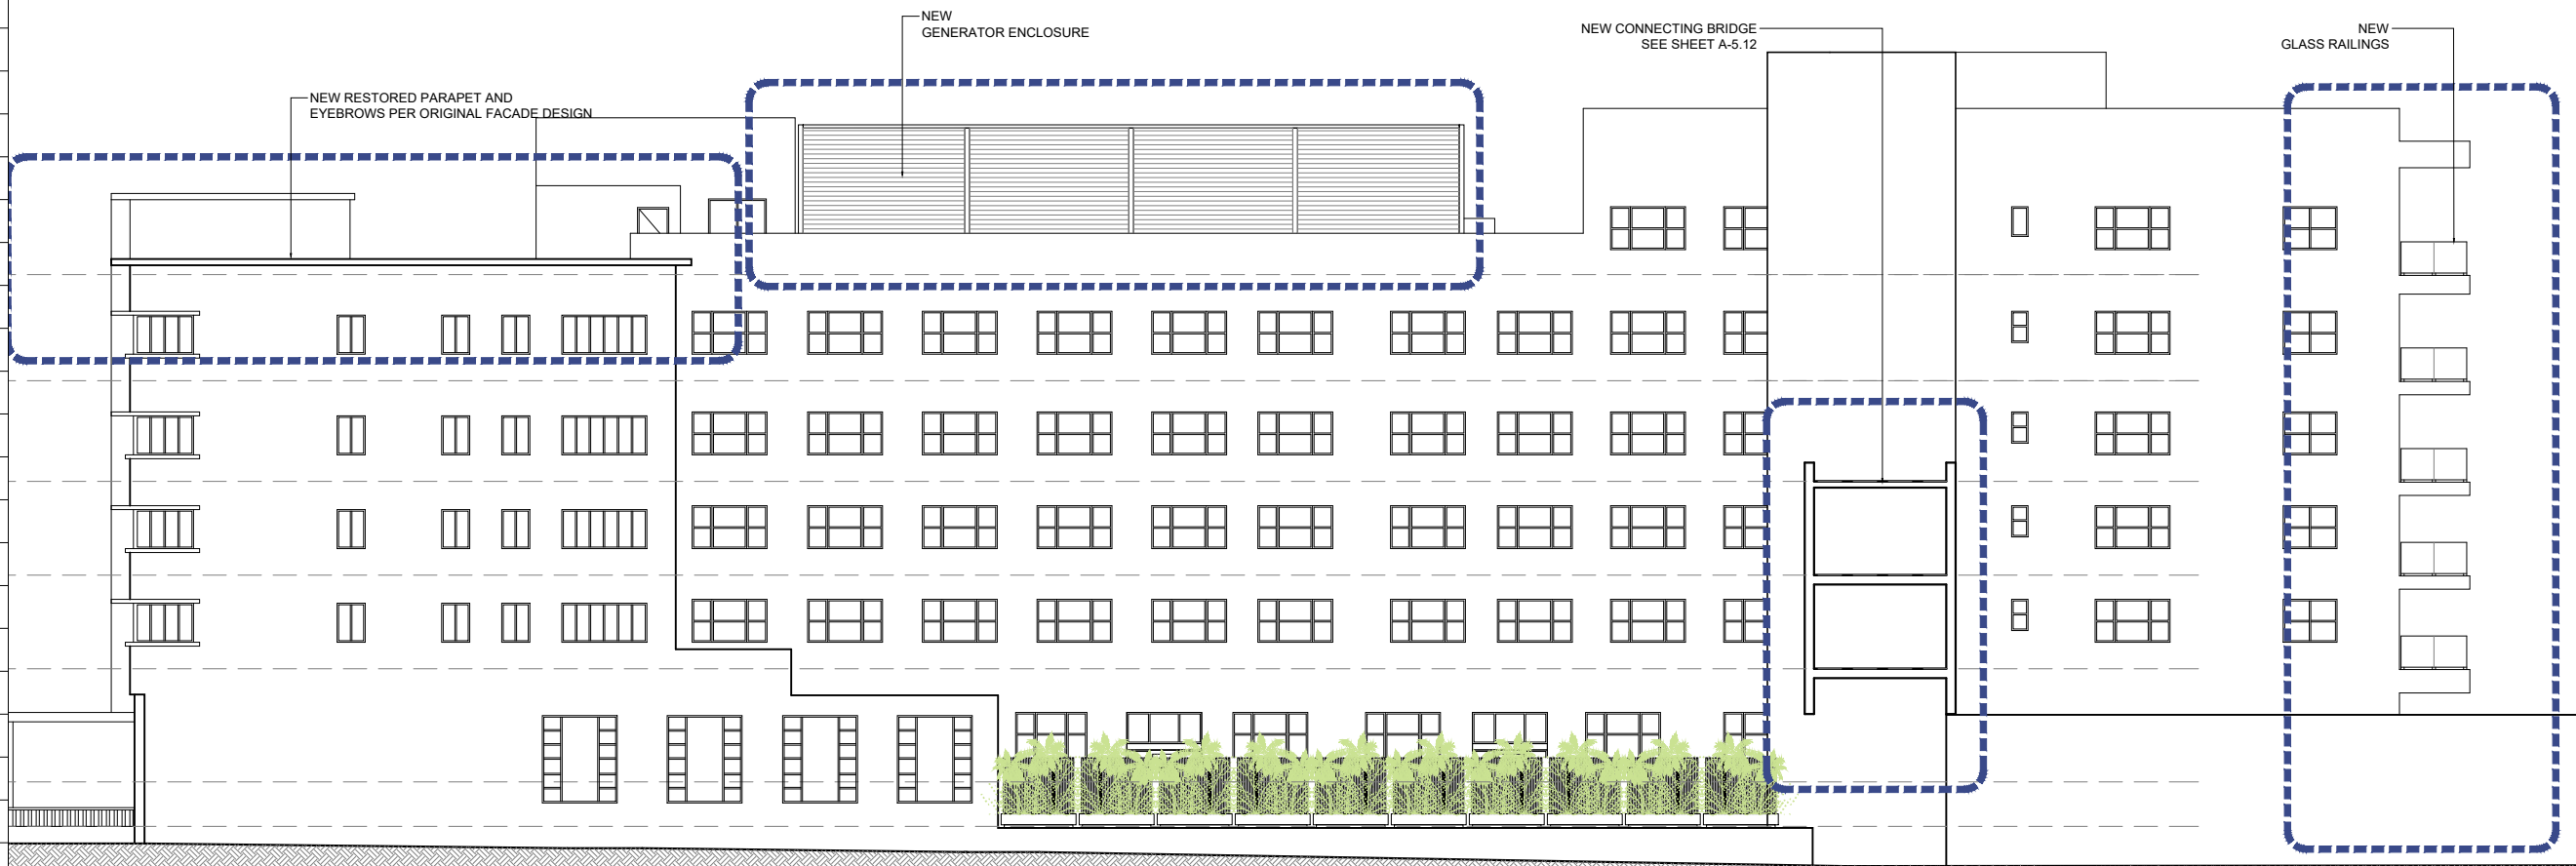 NEW
GENERATOR ENCLOSURE
NEW CONNECTING BRIDGE
SEE SHEET A-5.12
NEW
GLASS RAILINGS
NEW RESTORED PARAPET AND
EYEBROWS PER ORIGINAL FACADE DESIGN